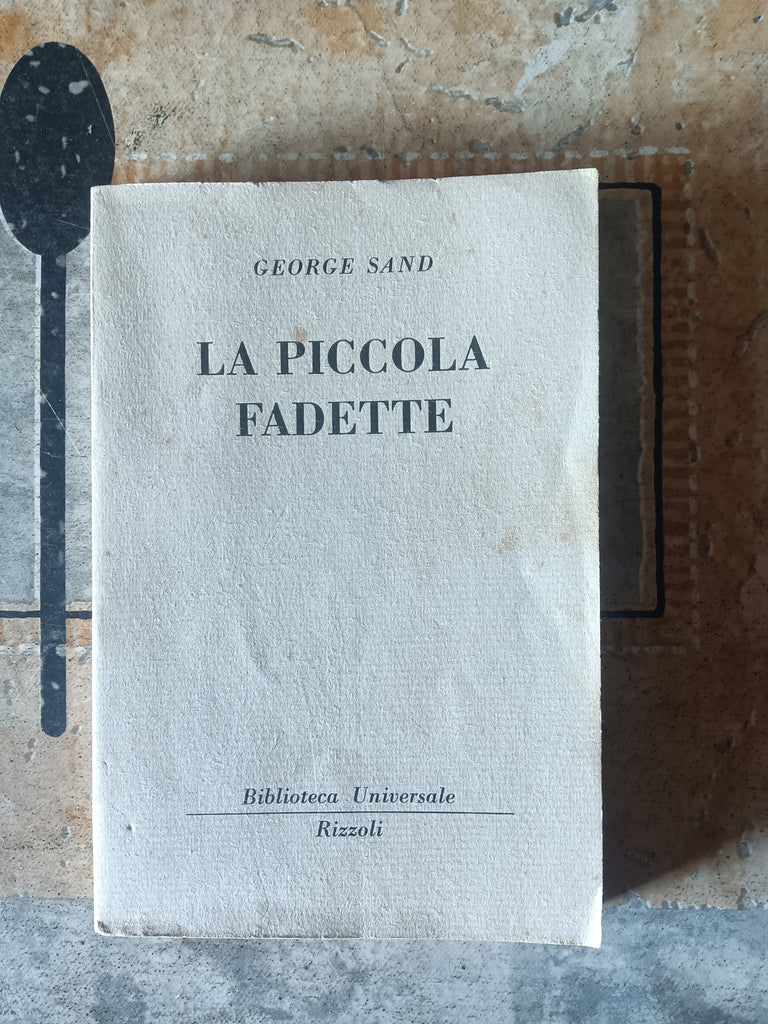 GEORGE SAND
LA PICCOLA
FADETTE
Biblioteca Universale
Rizzoli